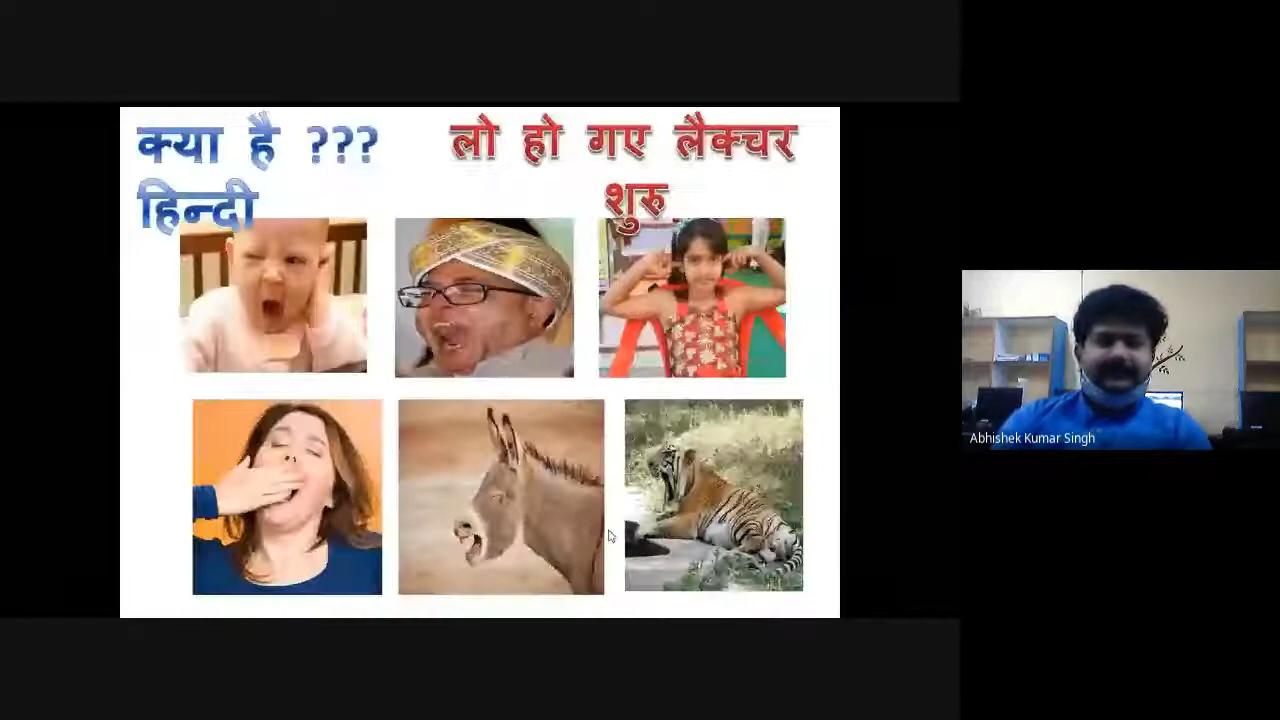 क्या है ???
हिन्दी
लो हो गए लैक्चर
शुरु
Abhishek Kumar Singh